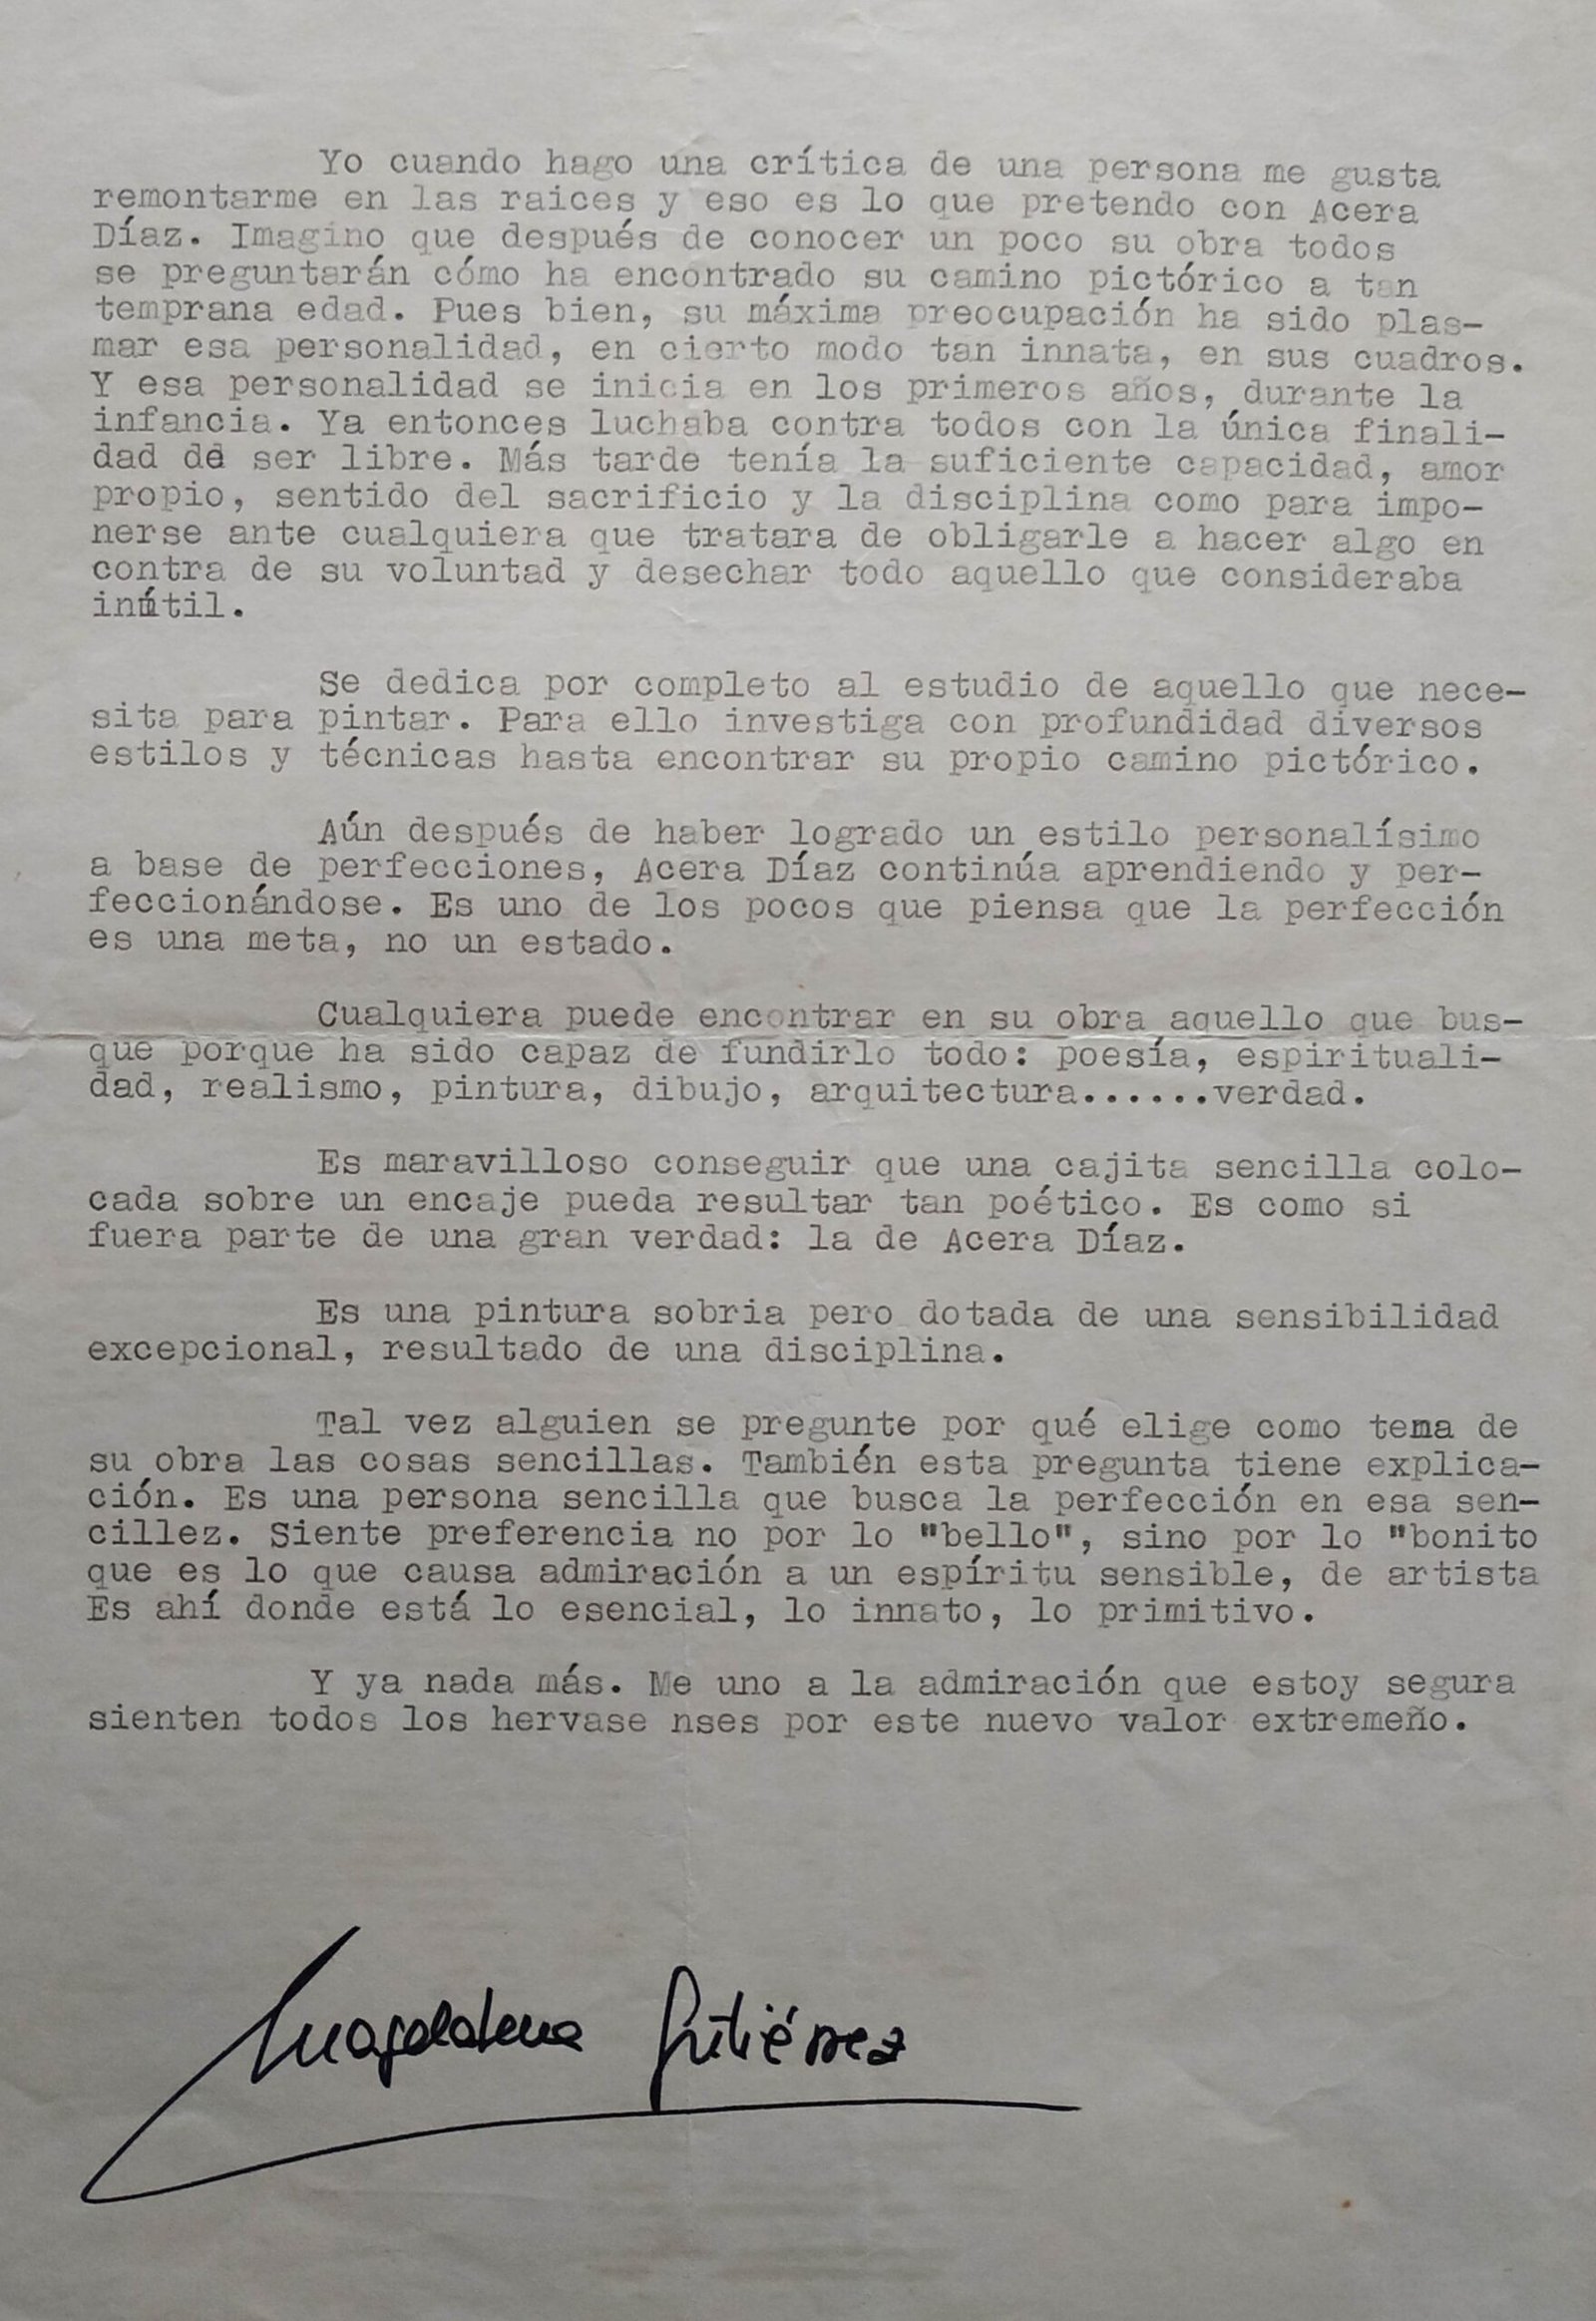 Yo cuando hago una crítica de una persona me gusta
remontarme en las raices y eso es lo que pretendo con Acera
Díaz. Imagino que después de conocer un poco su obra todos
se preguntarán cómo ha encontrado su camino pictórico a tan
temprana edad. Pues bien, su máxima preocupación ha sido plas-
mar esa personalidad, en cierto modo tan innata, en sus cuadros.
Y esa personalidad se inicia en los primeros años, durante la
infancia. Ya entonces luchaba contra todos con la única finali-
dad de ser libre. Más tarde tenía la suficiente capacidad, amor
propio, sentido del sacrificio y la disciplina como para impo-
nerse ante cualquiera que tratara de obligarle a hacer algo en
contra de su voluntad y desechar todo aquello que consideraba
inútil.
Se dedica por completo al estudio de aquello que nece-
sita para pintar. Para ello investiga con profundidad diversos
estilos y técnicas hasta encontrar su propio camino pictórico.
Aún después de haber logrado un estilo personalísimo
a base de perfecciones, Acera Díaz continúa aprendiendo y per-
feccionándose. Es uno de los pocos que piensa que la perfección
es una meta, no un estado.
Cualquiera puede encontrar en su obra aquello que bus-
que porque ha sido capaz de fundirlo todo: poesía, espirituali-
dad, realismo, pintura, dibujo, arquitectura......verdad.
Es maravilloso conseguir que una cajita sencilla colo-
cada sobre un encaje pueda resultar tan poético. Es como si
fuera parte de una gran verdad: la de Acera Díaz.
Es una pintura sobria pero dotada de una sensibilidad
excepcional, resultado de una disciplina.
Tal vez alguien se pregunte por qué elige como tema de
su obra las cosas sencillas. También esta pregunta tiene explica-
ción. Es una persona sencilla que busca la perfección en esa sen-
cillez. Siente preferencia no por lo "bello", sino por lo "bonito
que es lo que causa admiración a un espíritu sensible, de artista
Es ahí donde está lo esencial, lo innato, lo primitivo.
Y ya nada más. Me uno a la admiración que estoy segura
sienten todos los hervase nses por este nuevo valor extremeño.
Magdalena Gutiérrez